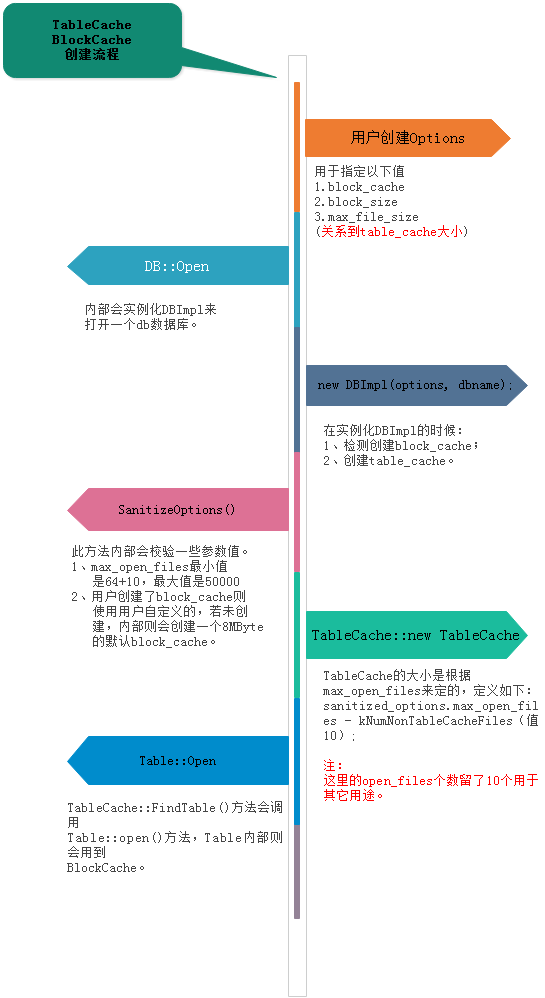 TableCache
BlockCache
创建流程
用户创建Options
用于指定以下值
1.block_cache
2.block_size
3.max_file_size
(关系到table_cache大小)
DB::Open
内部会实例化DBImpl来
打开一个db数据库。
new DBImpl(options, dbname);
在实例化DBImpl的时候：
1、检测创建block_cache；
2、创建table_cache。
SanitizeOptions()
此方法内部会校验一些参数值。
1、max_open_files最小值
是64+10，最大值是50000
2、用户创建了block_cache则
使用用户自定义的，若未创
建，内部则会创建一个8MByte
的默认block_cache。
TableCache::new TableCache
TableCache的大小是根据
max_open_files来定的，定义如下：
sanitized_options.max_open_fil
es - kNumNonTableCacheFiles（值
10）；
注：
这里的open_files个数留了10个用于
其它用途。
Table::Open
TableCache::FindTable()方法会调
用
Table::open()方法，Table内部则
会用到
BlockCache。